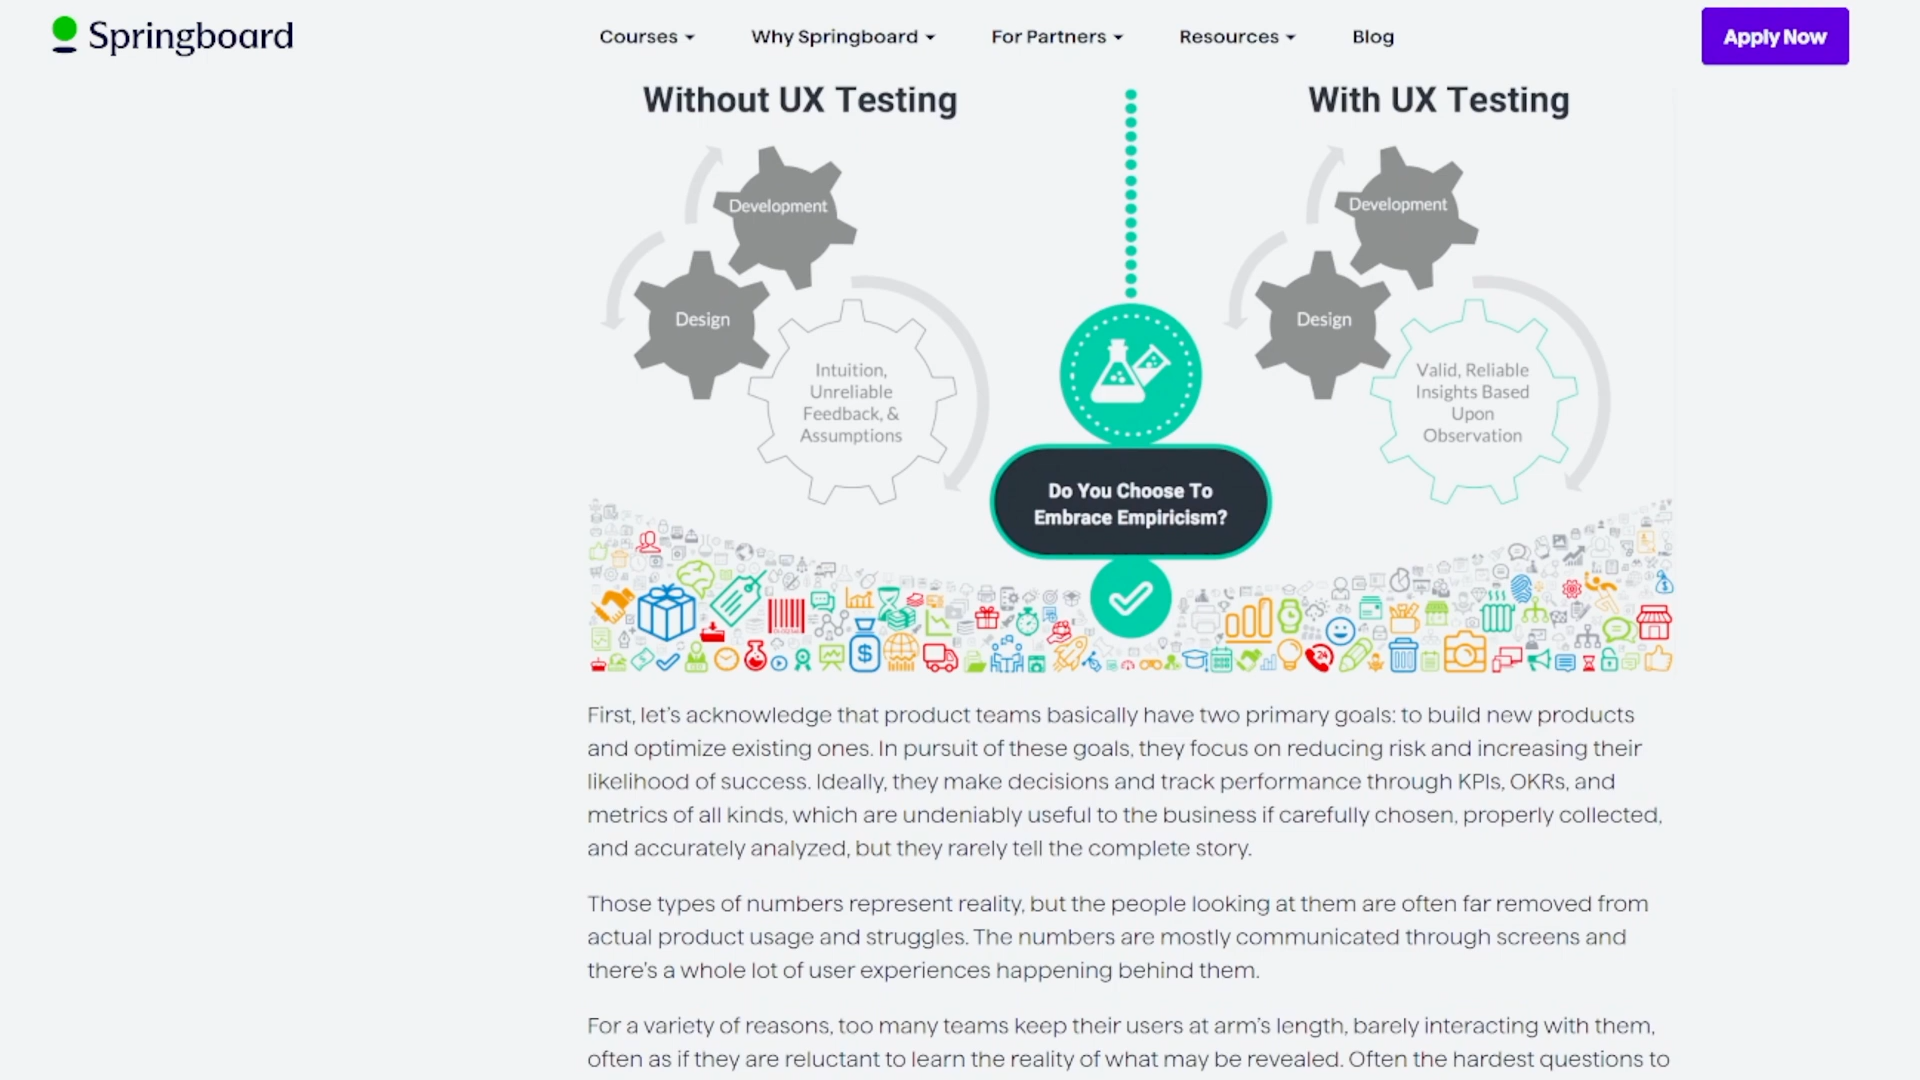 Springboard
Courses
Why Springboard
For Partners
Resources
Blog
Apply Now
Without UX Testing
With UX Testing
Development
Design
Intuition,
Unreliable
Feedback, &
Assumptions
Do You Choose To
Embrace Empiricism?
Development
Design
Valid, Reliable
Insights Based
Upon
Observation
First, let's acknowledge that product teams basically have two primary goals: to build new products
and optimize existing ones. In pursuit of these goals, they focus on reducing risk and increasing their
likelihood of success. Ideally, they make decisions and track performance through KPIs, OKRs, and
metrics of all kinds, which are undeniably useful to the business if carefully chosen, properly collected,
and accurately analyzed, but they rarely tell the complete story.
Those types of numbers represent reality, but the people looking at them are often far removed from
actual product usage and struggles. The numbers are mostly communicated through screens and
there's a whole lot of user experiences happening behind them.
For a variety of reasons, too many teams keep their users at arm's length, barely interacting with them,
often as if they are reluctant to learn the reality of what may be revealed. Often the hardest questions to